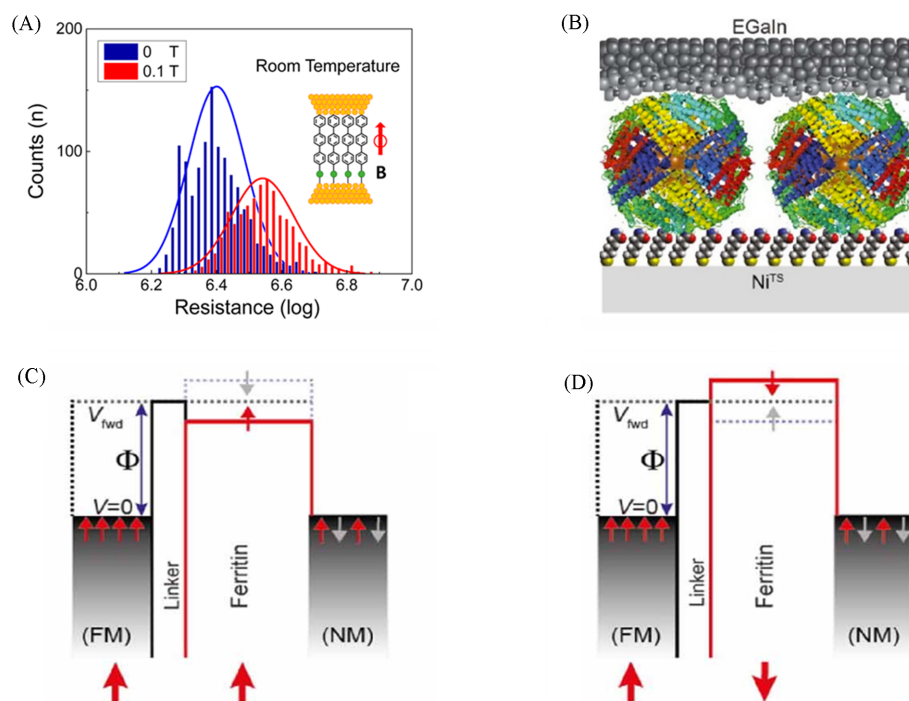 (A)
200
0 T
0.1 T
Room Temperature
B
Counts (n)
100
0
6.0 6.2 6.4 6.6 6.8 7.0
Resistance (log)
(B)
EGaIn
Ni^TS
(C)
V_fwd
Φ
V=0
(FM)
Linker
Ferritin
(NM)
(D)
V_fwd
Φ
V=0
(FM)
Linker
Ferritin
(NM)